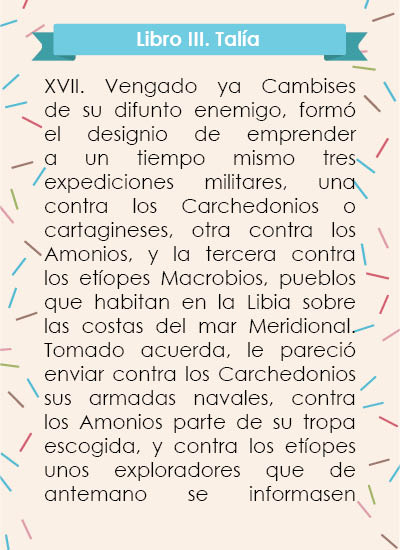 Libro III. Talía
XVII. Vengado ya Cambises
de su difunto enemigo, formó
el designio de emprender
a un tiempo mismo tres
expediciones militares, una
contra los Carchedonios o
cartagineses, otra contra los
Amonios, y la tercera contra
los etíopes Macrobios, pueblos
que habitan en la Libia sobre
las costas del mar Meridional.
Tomado acuerda, le pareció
enviar contra los Carchedonios
sus armadas navales, contra
los Amonios parte de su tropa
escogida, y contra los etíopes
unos exploradores que de
antemano se informasen